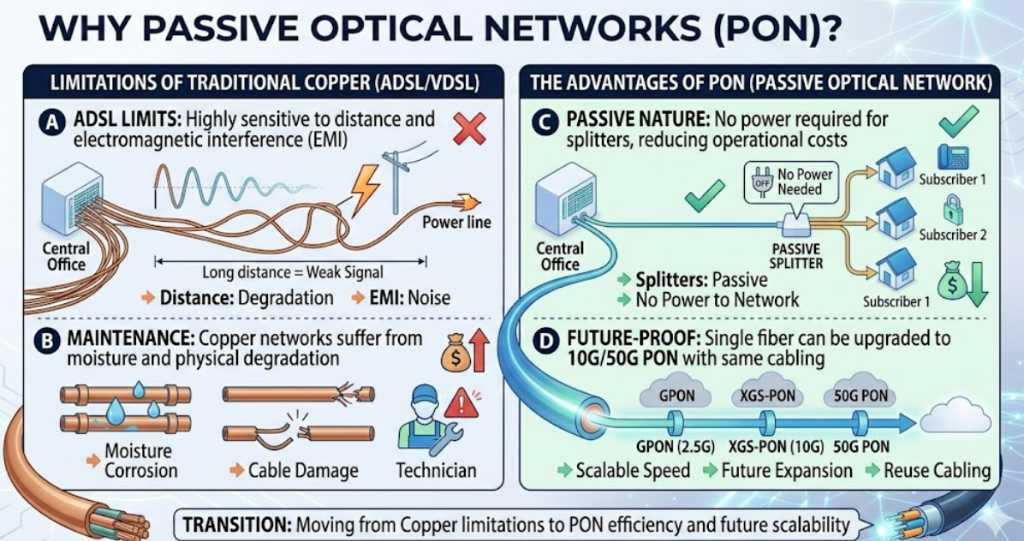 WHY PASSIVE OPTICAL NETWORKS (PON)?
LIMITATIONS OF TRADITIONAL COPPER (ADSL/VDSL)
A ADSL LIMITS: Highly sensitive to distance and
electromagnetic interference (EMI)
Central
Office
Power line
Long distance = Weak Signal
Distance: Degradation
EMI: Noise
B MAINTENANCE: Copper networks suffer from
moisture and physical degradation
$
Moisture
Corrosion
Cable Damage
Technician
THE ADVANTAGES OF PON (PASSIVE OPTICAL NETWORK)
C PASSIVE NATURE: No power required for
splitters, reducing operational costs
Central
Office
OFF
No Power
Needed
PASSIVE
SPLITTER
Subscriber 1
Subscriber 2
Subscriber 1
$
Splitters: Passive
No Power to Network
D FUTURE-PROOF: Single fiber can be upgraded to
10G/50G PON with same cabling
GPON
XGS-PON
50G PON
GPON (2.5G)
XGS-PON (10G)
50G PON
Scalable Speed
Future Expansion
Reuse Cabling
TRANSITION: Moving from Copper limitations to PON efficiency and future scalability